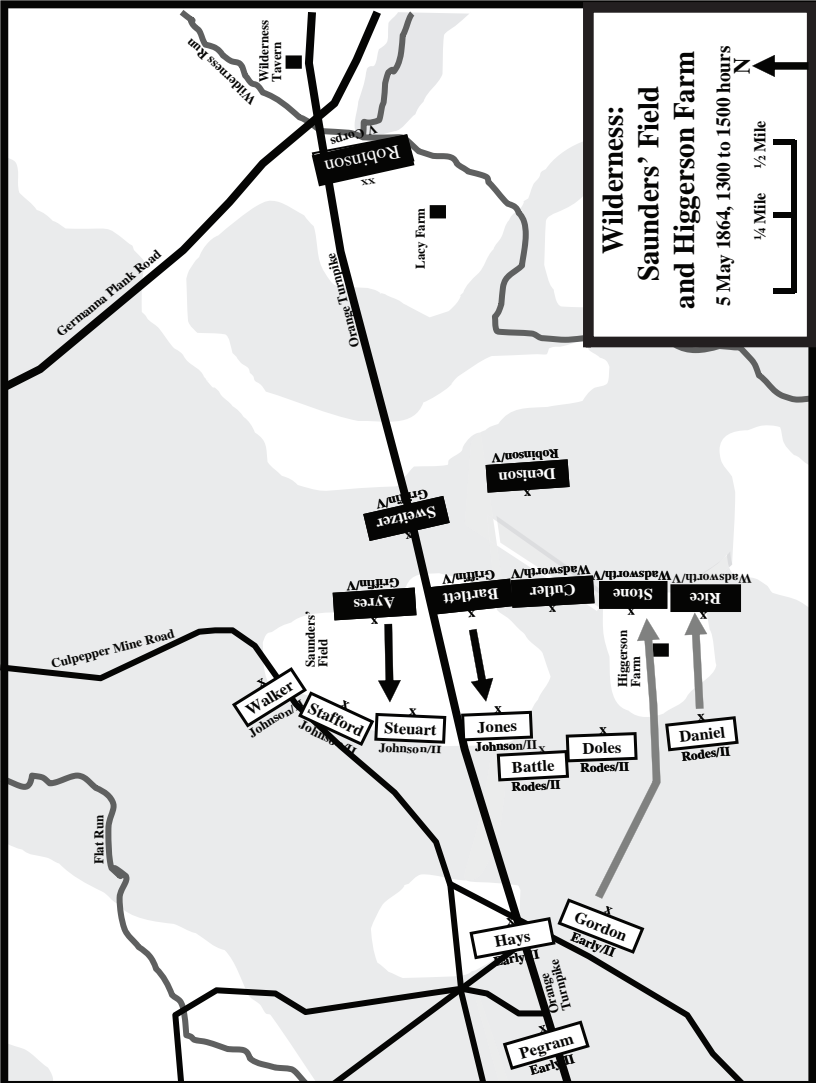 Wilderness:
Saunders' Field
and Higgerson Farm
5 May 1864, 1300 to 1500 hours
N
¼ Mile
½ Mile
Wilderness Run
Wilderness
Tavern
V Corps
Robinson
xx
Lacy Farm
Germanna Plank Road
Orange Turnpike
Robinson/V
Denison
x
Griffin/V
Sweitzer
x
Griffin/V
Ayres
x
Griffin/V
Bartlett
x
Wadsworth/V
Cutler
x
Wadsworth/V
Stone
x
Wadsworth/V
Rice
x
Saunders'
Field
Higgerson
Farm
Culpepper Mine Road
x
Walker
Johnson/II
x
Stafford
Johnson/II
x
Steuart
Johnson/II
x
Jones
Johnson/II
x
Battle
Rodes/II
x
Doles
Rodes/II
x
Daniel
Rodes/II
Flat Run
x
Gordon
Early/II
x
Hays
Early/II
Orange
Turnpike
x
Pegram
Early/II